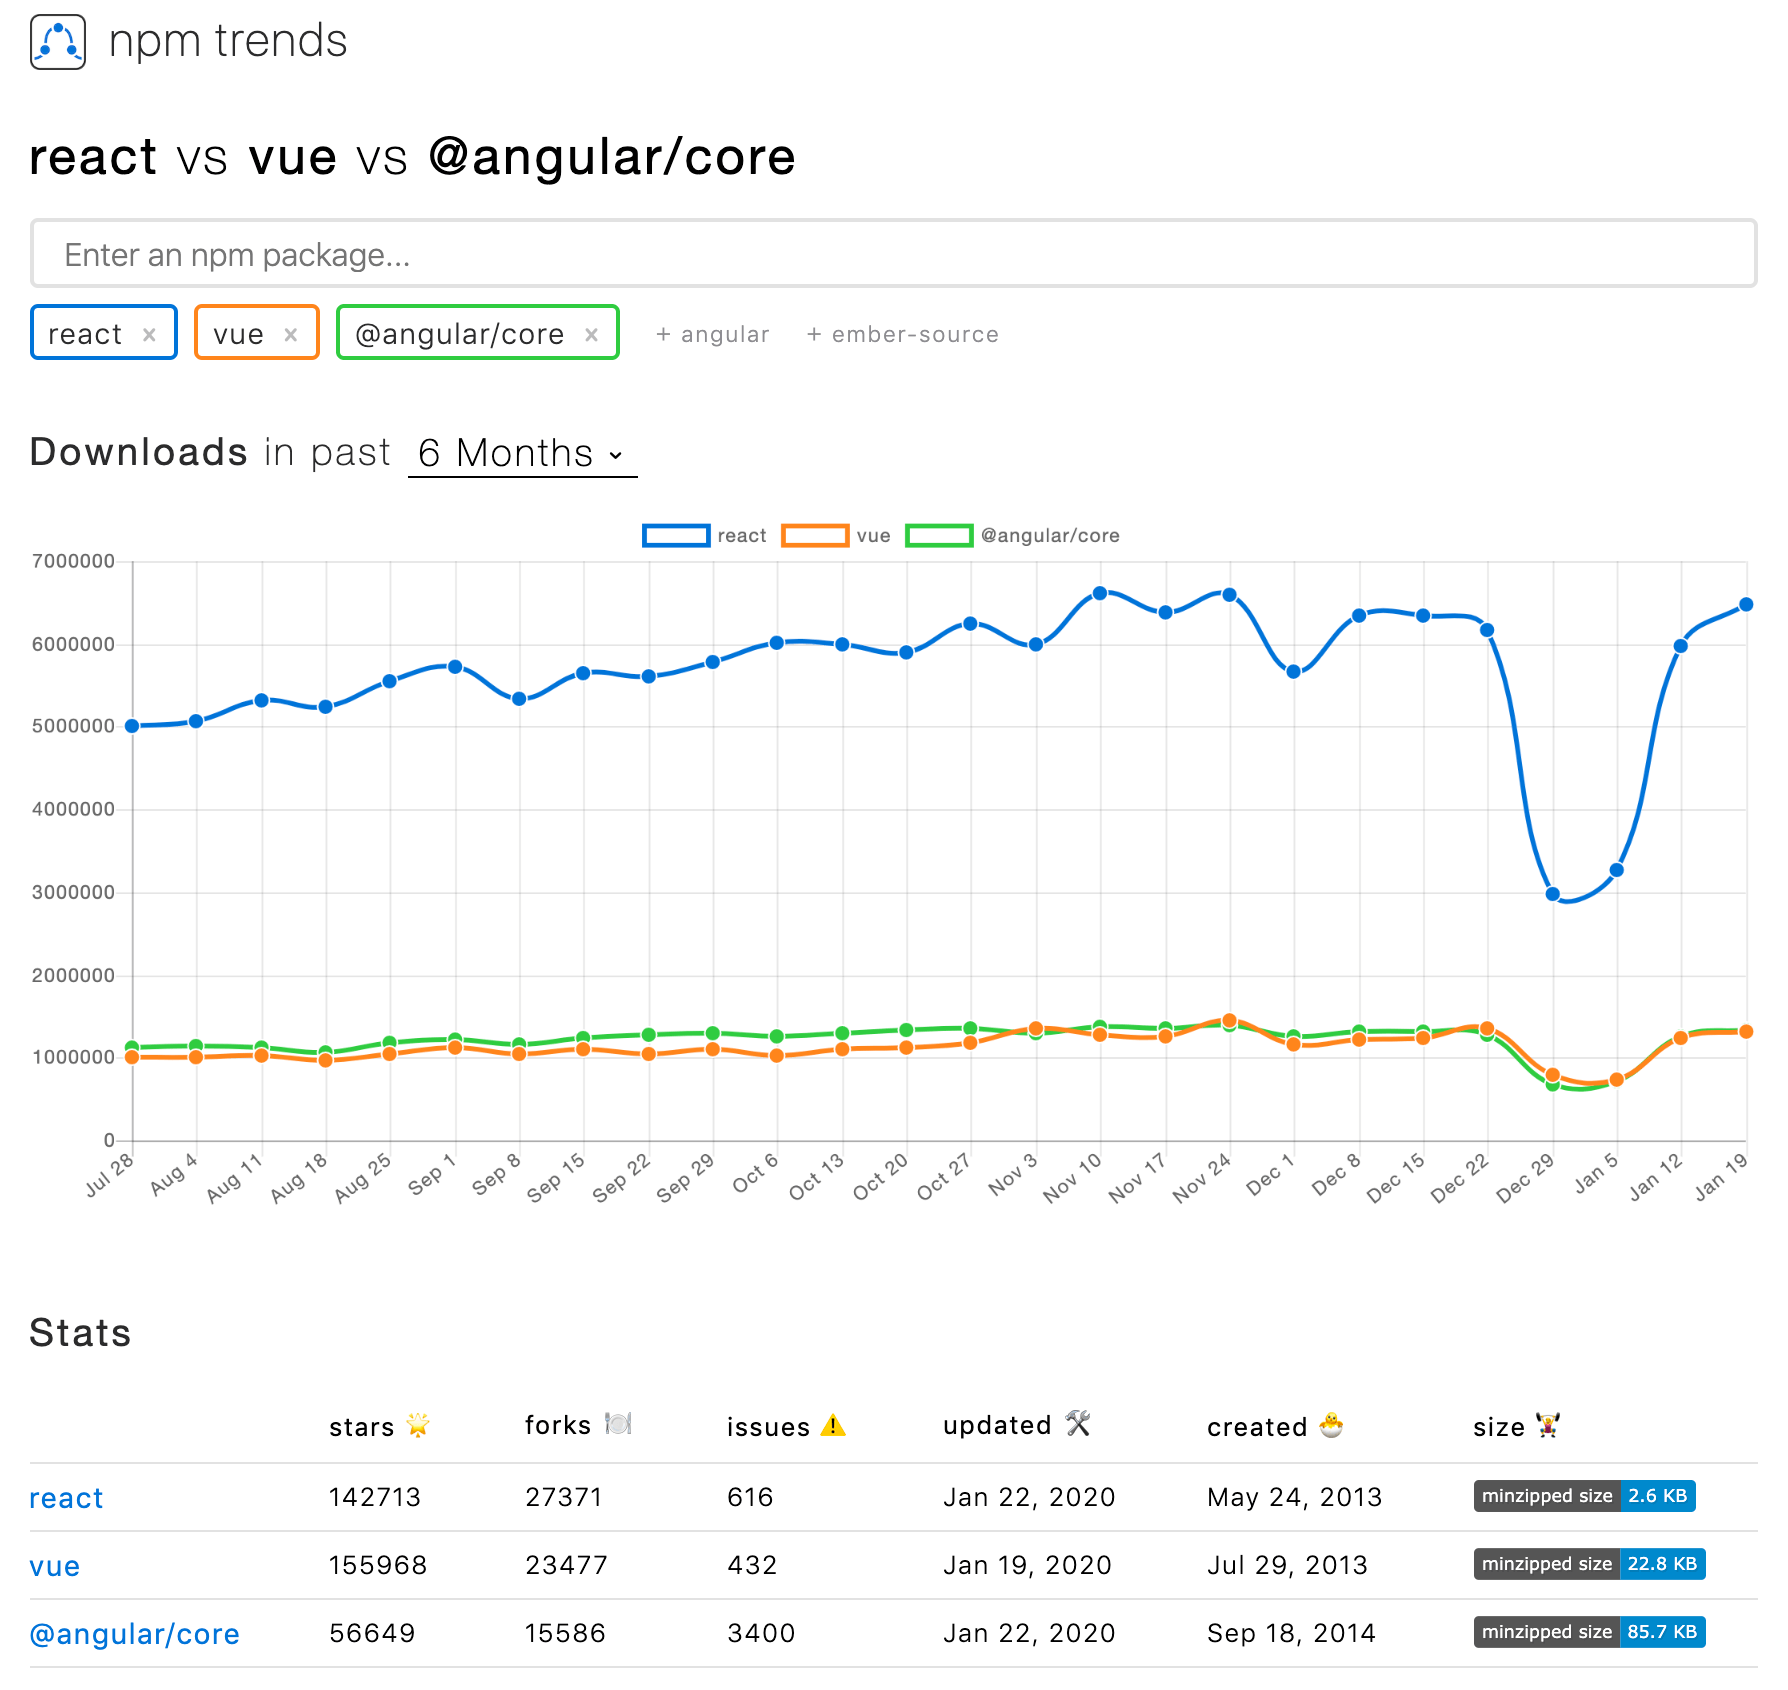 npm trends
react vs vue vs @angular/core
Enter an npm package...
react × vue × @angular/core × + angular + ember-source
Downloads in past 6 Months
react vue @angular/core
7000000
6000000
5000000
4000000
3000000
2000000
1000000
0
Jul 28 Aug 4 Aug 11 Aug 18 Aug 25 Sep 1 Sep 8 Sep 15 Sep 22 Sep 29 Oct 6 Oct 13 Oct 20 Oct 27 Nov 3 Nov 10 Nov 17 Nov 24 Dec 1 Dec 8 Dec 15 Dec 22 Dec 29 Jan 5 Jan 12 Jan 19
Stats
stars 🌟 forks 🍽 issues ⚠️ updated 🛠 created 🐣 size 🏋️‍♀️
react 142713 27371 616 Jan 22, 2020 May 24, 2013 minzipped size 2.6 KB
vue 155968 23477 432 Jan 19, 2020 Jul 29, 2013 minzipped size 22.8 KB
@angular/core 56649 15586 3400 Jan 22, 2020 Sep 18, 2014 minzipped size 85.7 KB